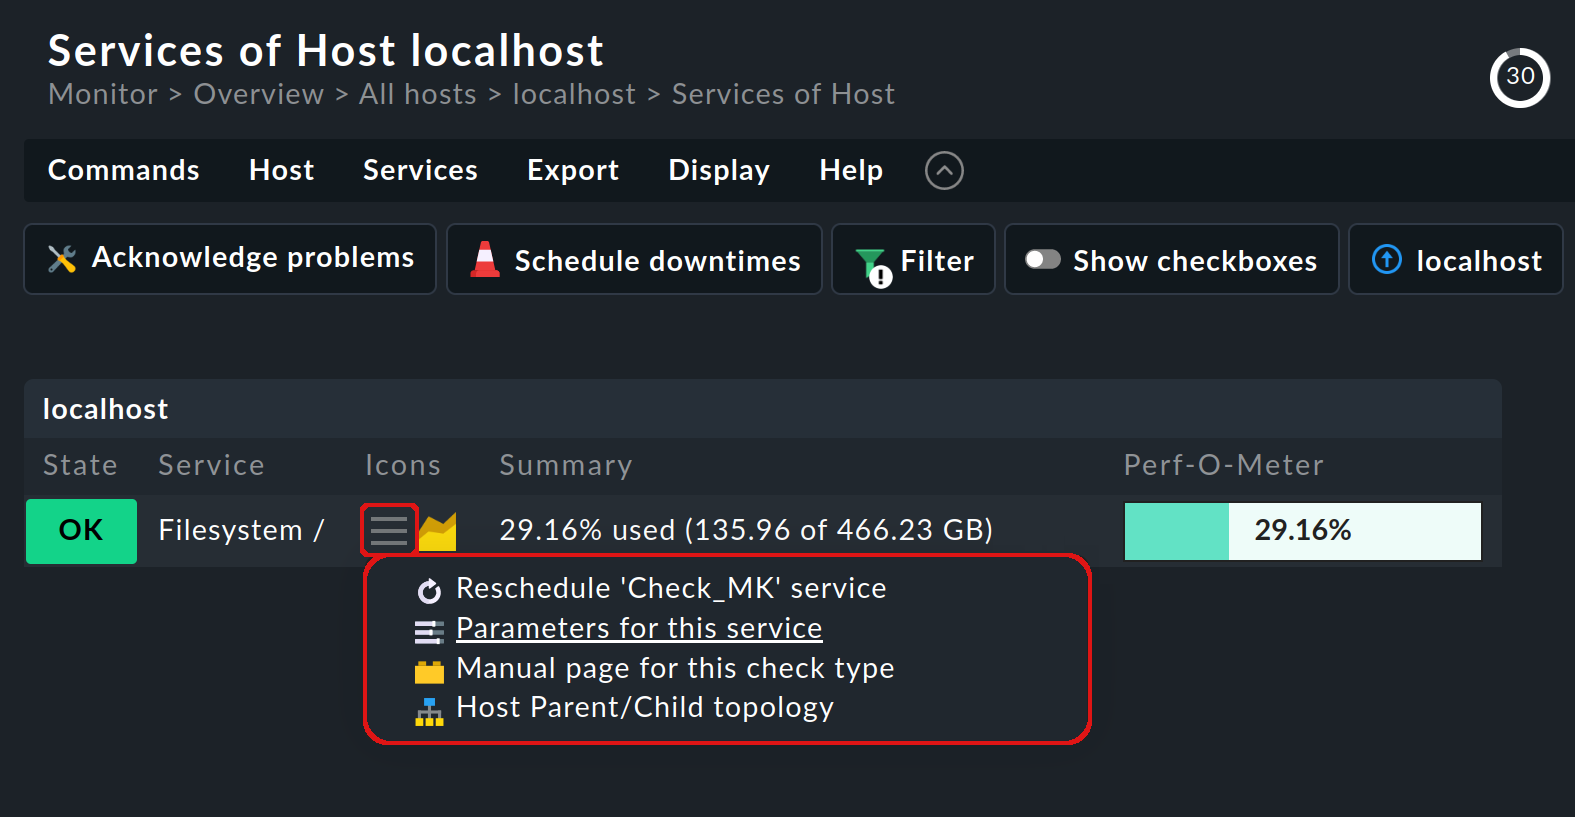 Services of Host localhost
Monitor > Overview > All hosts > localhost > Services of Host
30
Commands Host Services Export Display Help
Acknowledge problems Schedule downtimes Filter Show checkboxes localhost
localhost
State Service Icons Summary Perf-O-Meter
OK Filesystem / 29.16% used (135.96 of 466.23 GB) 29.16%
Reschedule 'Check_MK' service
Parameters for this service
Manual page for this check type
Host Parent/Child topology